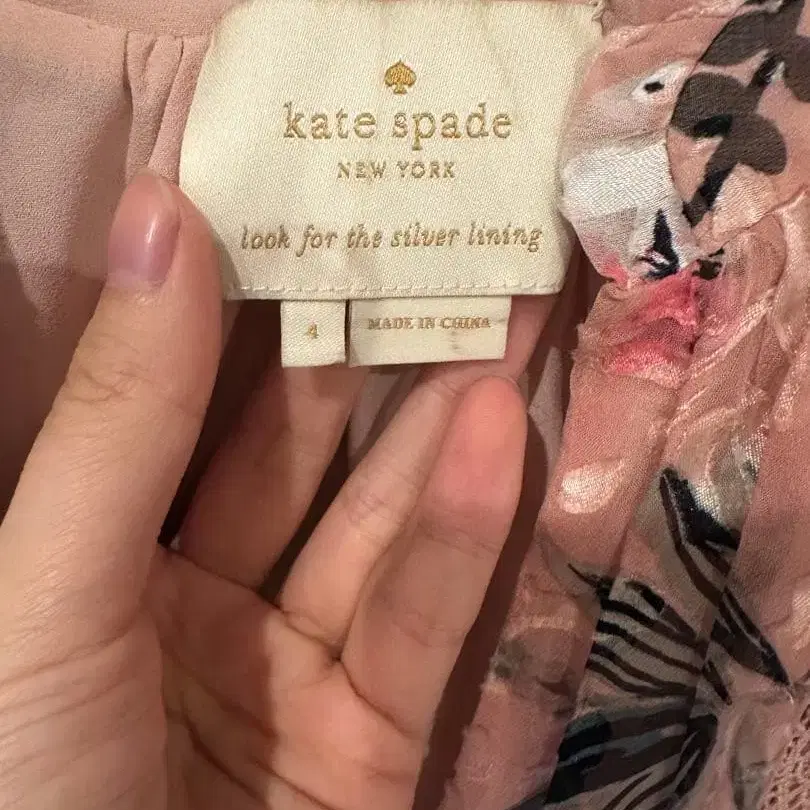 kate spade
NEW YORK
look for the silver lining
4
MADE IN CHINA